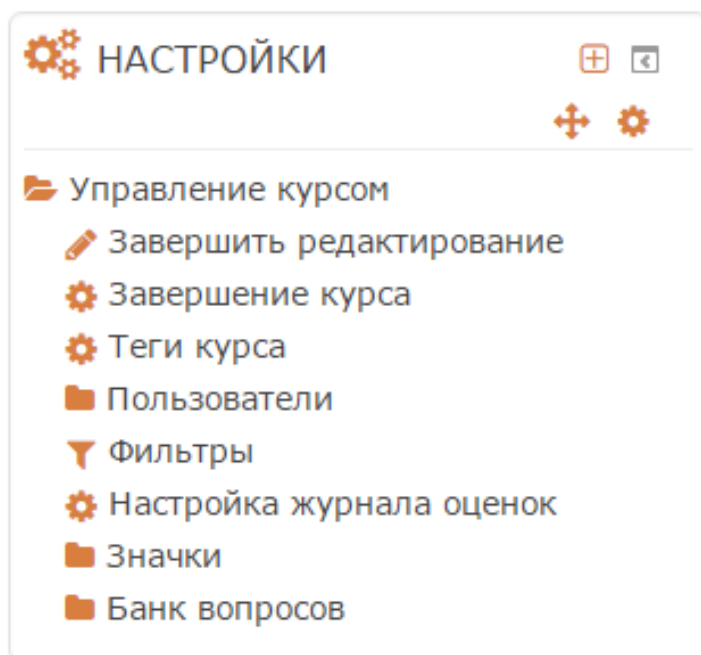 НАСТРОЙКИ
Управление курсом
Завершить редактирование
Завершение курса
Теги курса
Пользователи
Фильтры
Настройка журнала оценок
Значки
Банк вопросов